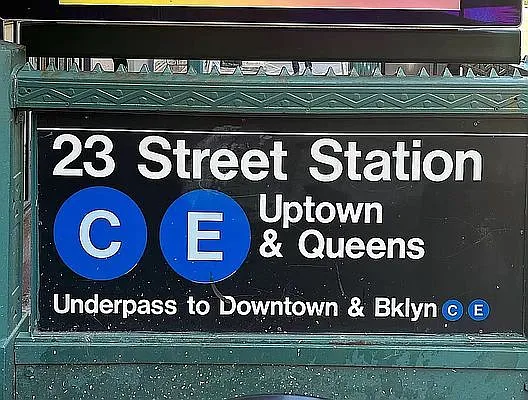 23 Street Station
C E Uptown
& Queens
Underpass to Downtown & Bklyn C E